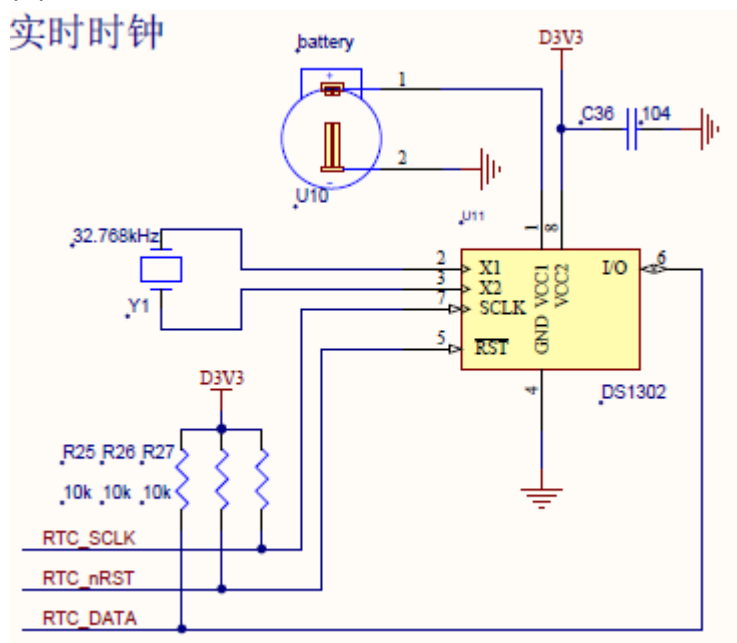 实时时钟
battery
D3V3
+
1
C36 104
2
-
U10
U11
1 8
32.768kHz
Y1
2 X1
3 X2
7 SCLK
5 RST
VCC1
VCC2
GND
I/O 6
4
DS1302
D3V3
R25 R26 R27
10k 10k 10k
RTC_SCLK
RTC_nRST
RTC_DATA